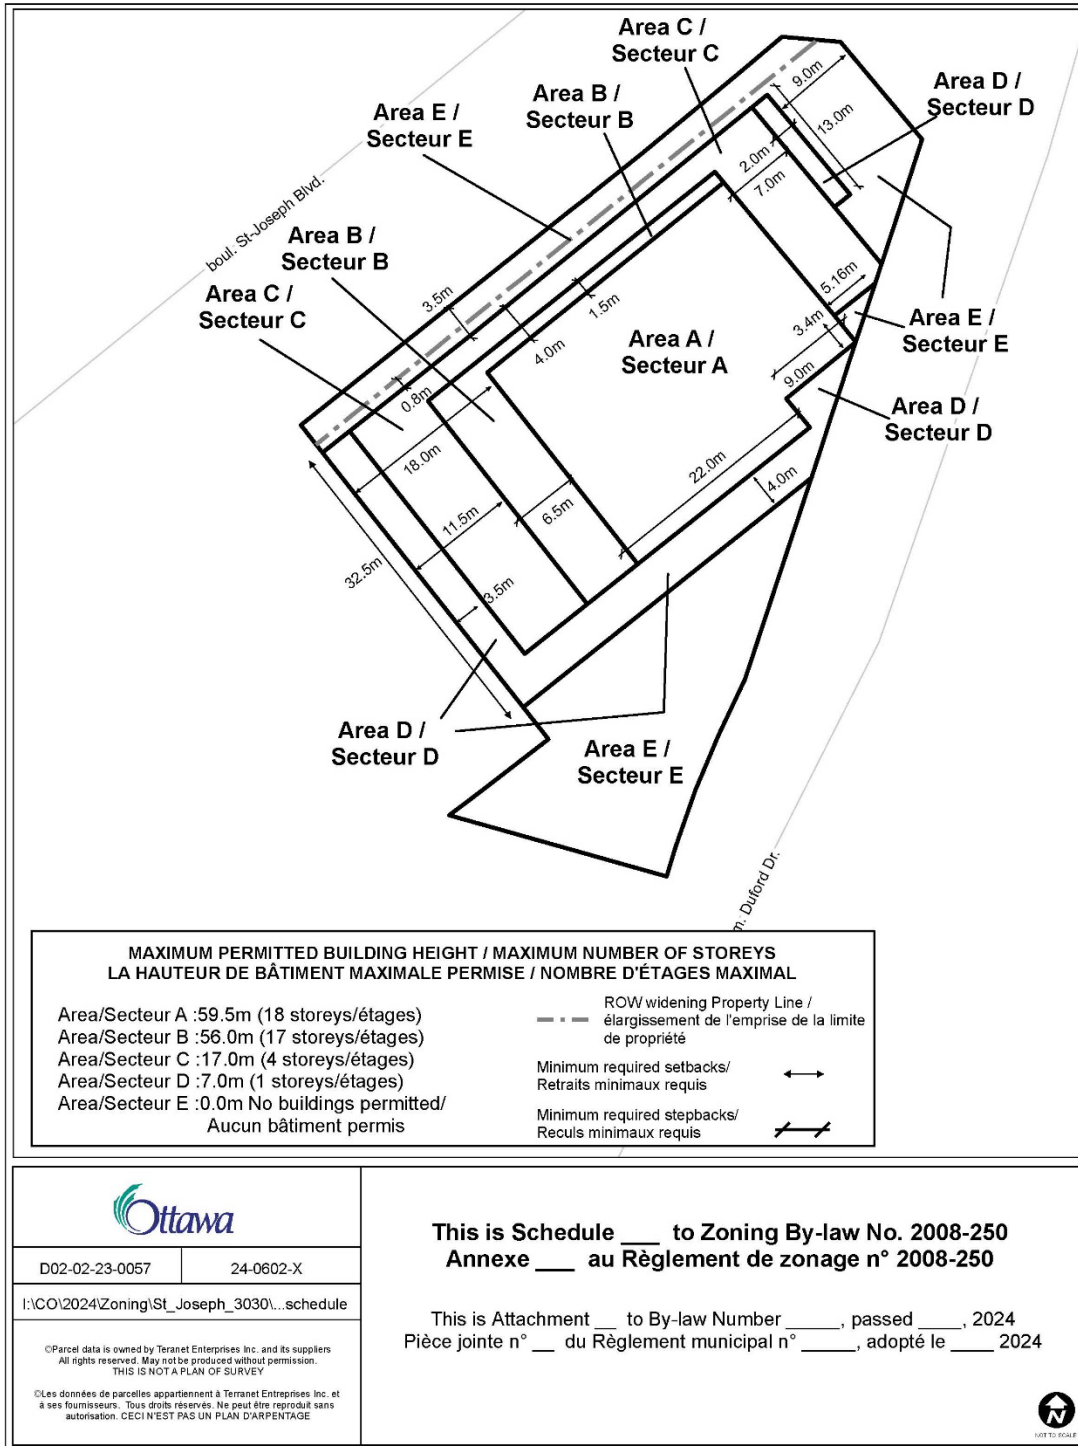 Area C /
Secteur C
9.0m
Area D /
Secteur D
Area B /
Secteur B
Area E /
Secteur E
13.0m
2.0m
7.0m
boul. St-Joseph Blvd.
Area B /
Secteur B
Area C /
Secteur C
3.5m
1.5m
5.16m
Area A /
Secteur A
3.4m
Area E /
Secteur E
4.0m
9.0m
0.8m
Area D /
Secteur D
18.0m
22.0m
4.0m
11.5m
6.5m
32.5m
3.5m
Area D /
Secteur D
Area E /
Secteur E
m. Duford Dr.
MAXIMUM PERMITTED BUILDING HEIGHT / MAXIMUM NUMBER OF STOREYS
LA HAUTEUR DE BÂTIMENT MAXIMALE PERMISE / NOMBRE D'ÉTAGES MAXIMAL
Area/Secteur A :59.5m (18 storeys/étages)
Area/Secteur B :56.0m (17 storeys/étages)
Area/Secteur C :17.0m (4 storeys/étages)
Area/Secteur D :7.0m (1 storeys/étages)
Area/Secteur E :0.0m No buildings permitted/
Aucun bâtiment permis
ROW widening Property Line /
élargissement de l'emprise de la limite
de propriété
Minimum required setbacks/
Retraits minimaux requis
Minimum required stepbacks/
Reculs minimaux requis
Ottawa
D02-02-23-0057 24-0602-X
I:\CO\2024\Zoning\St_Joseph_3030\...schedule
©Parcel data is owned by Teranet Enterprises Inc. and its suppliers
All rights reserved. May not be produced without permission.
THIS IS NOT A PLAN OF SURVEY
©Les données de parcelles appartiennent à Terranet Entreprises Inc. et
à ses fournisseurs. Tous droits réservés. Ne peut être reproduit sans
autorisation. CECI N'EST PAS UN PLAN D'ARPENTAGE
This is Schedule ___ to Zoning By-law No. 2008-250
Annexe ___ au Règlement de zonage n° 2008-250
This is Attachment __ to By-law Number _____, passed ____, 2024
Pièce jointe n° __ du Règlement municipal n° _____, adopté le ____ 2024
N
NOT TO SCALE